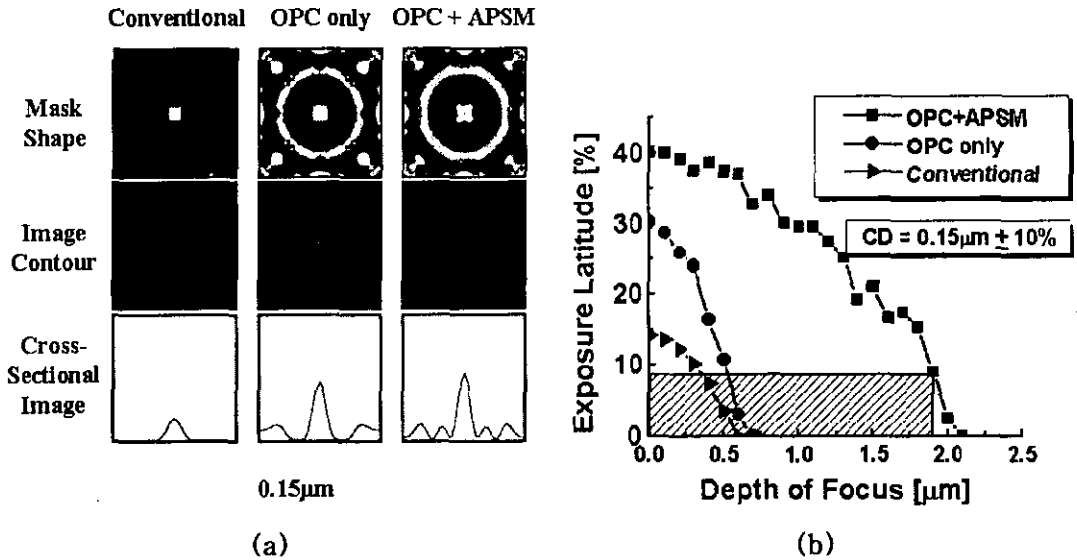 Conventional OPC only OPC + APSM
Mask
Shape
Image
Contour
Cross-
Sectional
Image
0.15μm
(a)
OPC+APSM
OPC only
Conventional
CD = 0.15μm ± 10%
Exposure Latitude [%]
40
30
20
10
0
0.0 0.5 1.0 1.5 2.0 2.5
Depth of Focus [μm]
(b)